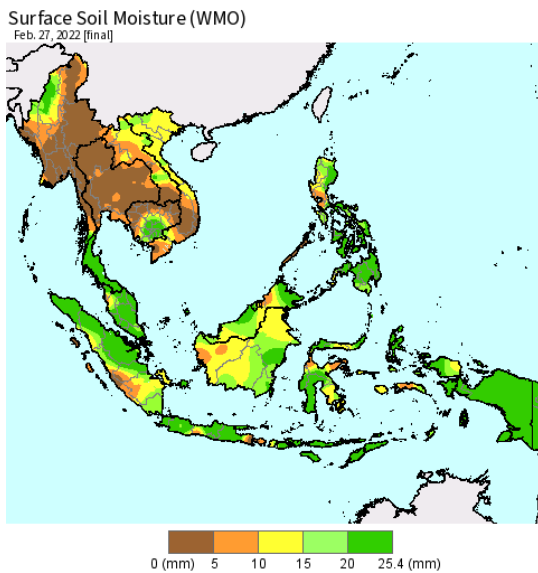 Surface Soil Moisture (WMO)
Feb. 27, 2022 [final]
0 (mm) 5 10 15 20 25.4 (mm)